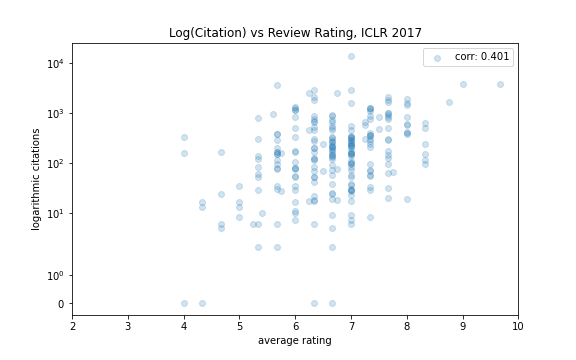 Log(Citation) vs Review Rating, ICLR 2017
corr: 0.401
logarithmic citations
10⁴
10³
10²
10¹
10⁰
0
2 3 4 5 6 7 8 9 10
average rating